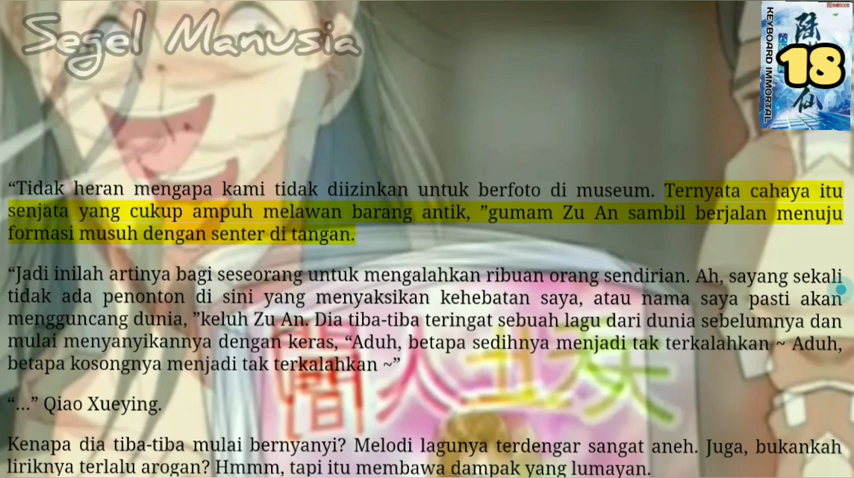 Segel Manusia
KEYBOARD IMMORTAL
陆
仙
18
“Tidak heran mengapa kami tidak diizinkan untuk berfoto di museum. Ternyata cahaya itu
senjata yang cukup ampuh melawan barang antik, ”gumam Zu An sambil berjalan menuju
formasi musuh dengan senter di tangan.
“Jadi inilah artinya bagi seseorang untuk mengalahkan ribuan orang sendirian. Ah, sayang sekali
tidak ada penonton di sini yang menyaksikan kehebatan saya, atau nama saya pasti akan
mengguncang dunia, ”keluh Zu An. Dia tiba-tiba teringat sebuah lagu dari dunia sebelumnya dan
mulai menyanyikannya dengan keras, “Aduh, betapa sedihnya menjadi tak terkalahkan ~ Aduh,
betapa kosongnya menjadi tak terkalahkan ~”
“…” Qiao Xueying.
Kenapa dia tiba-tiba mulai bernyanyi? Melodi lagunya terdengar sangat aneh. Juga, bukankah
liriknya terlalu arogan? Hmmm, tapi itu membawa dampak yang lumayan.